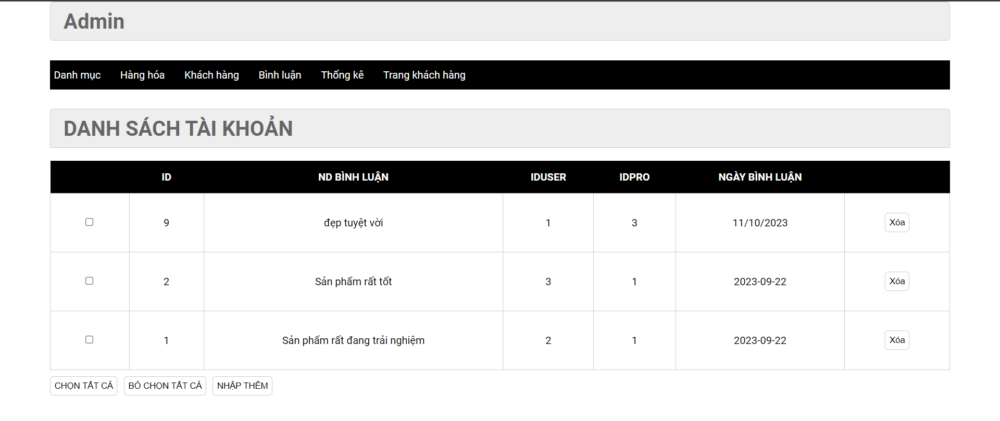 Admin
Danh mục Hàng hóa Khách hàng Bình luận Thống kê Trang khách hàng
DANH SÁCH TÀI KHOẢN
ID ND BÌNH LUẬN IDUSER IDPRO NGÀY BÌNH LUẬN
9 đẹp tuyệt vời 1 3 11/10/2023 Xóa
2 Sản phẩm rất tốt 3 1 2023-09-22 Xóa
1 Sản phẩm rất đang trải nghiệm 2 1 2023-09-22 Xóa
CHỌN TẤT CẢ BỎ CHỌN TẤT CẢ NHẬP THÊM